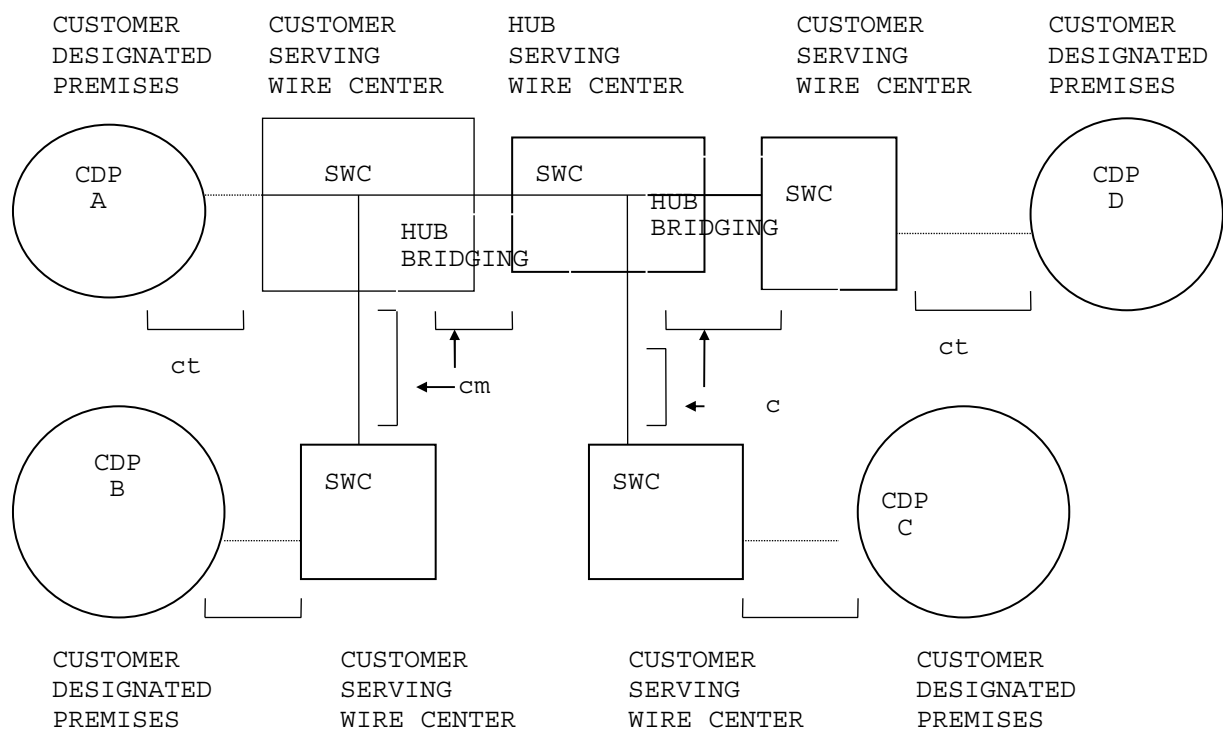 CUSTOMER CUSTOMER HUB CUSTOMER CUSTOMER
DESIGNATED SERVING SERVING SERVING DESIGNATED
PREMISES WIRE CENTER WIRE CENTER WIRE CENTER PREMISES
CDP
A
SWC
HUB
BRIDGING
SWC
HUB
BRIDGING
SWC
CDP
D
ct
cm
c
ct
CDP
B
SWC
SWC
CDP
C
CUSTOMER CUSTOMER CUSTOMER CUSTOMER
DESIGNATED SERVING SERVING DESIGNATED
PREMISES WIRE CENTER WIRE CENTER PREMISES